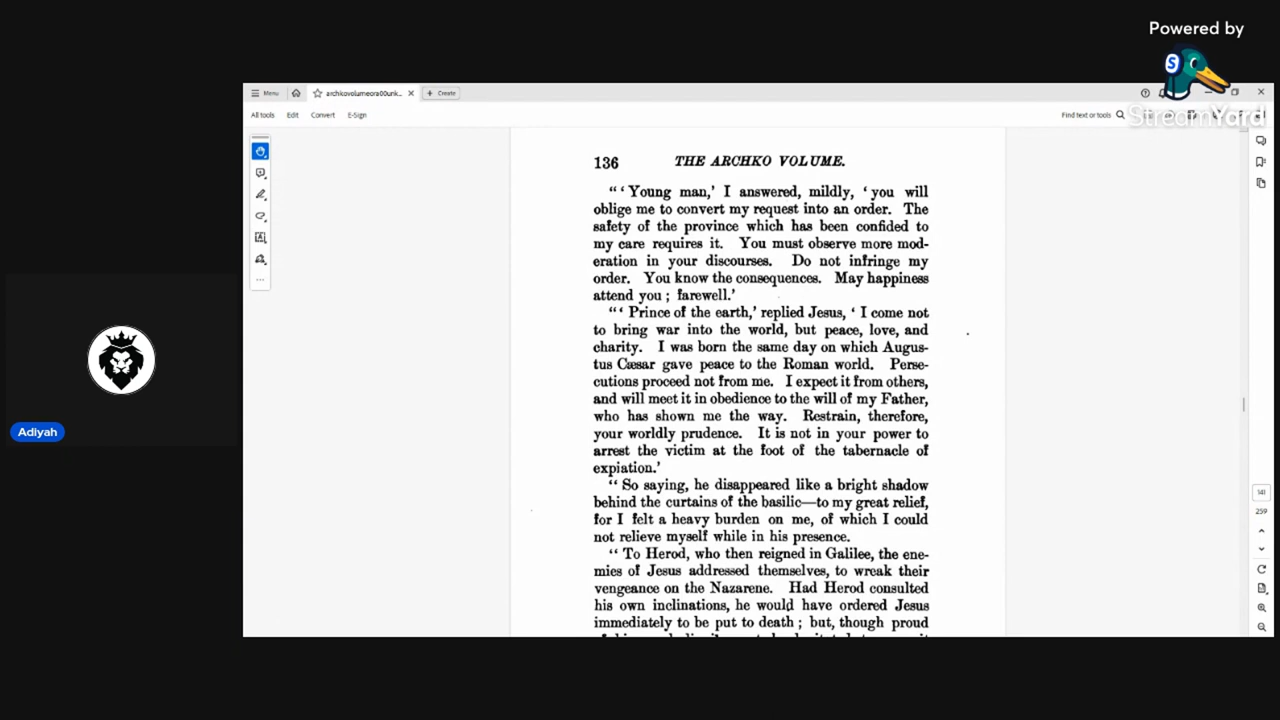 Powered by
S
StreamYard
Menu
archkovolumeora00unk...
+ Create
All tools
Edit
Convert
E-Sign
Find text or tools
136
THE ARCHKO VOLUME.
"'Young man,' I answered, mildly, 'you will
oblige me to convert my request into an order. The
safety of the province which has been confided to
my care requires it. You must observe more mod-
eration in your discourses. Do not infringe my
order. You know the consequences. May happiness
attend you; farewell.'
"'Prince of the earth,' replied Jesus, 'I come not
to bring war into the world, but peace, love, and
charity. I was born the same day on which Augus-
tus Cæsar gave peace to the Roman world. Perse-
cutions proceed not from me. I expect it from others,
and will meet it in obedience to the will of my Father,
who has shown me the way. Restrain, therefore,
your worldly prudence. It is not in your power to
arrest the victim at the foot of the tabernacle of
expiation.'
"So saying, he disappeared like a bright shadow
behind the curtains of the basilic—to my great relief,
for I felt a heavy burden on me, of which I could
not relieve myself while in his presence.
"To Herod, who then reigned in Galilee, the ene-
mies of Jesus addressed themselves, to wreak their
vengeance on the Nazarene. Had Herod consulted
his own inclinations, he would have ordered Jesus
immediately to be put to death; but, though proud
Adiyah
141
259